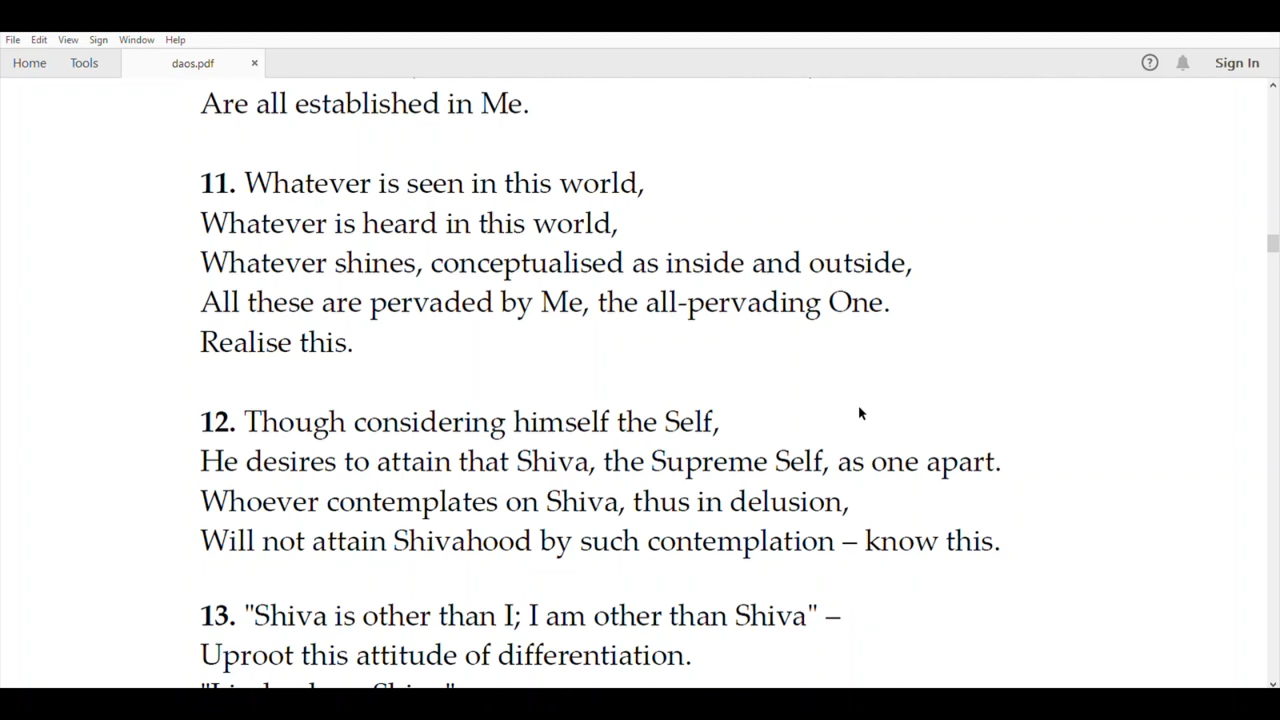 File Edit View Sign Window Help
Home Tools daos.pdf × Sign In
Are all established in Me.
11. Whatever is seen in this world,
Whatever is heard in this world,
Whatever shines, conceptualised as inside and outside,
All these are pervaded by Me, the all-pervading One.
Realise this.
12. Though considering himself the Self,
He desires to attain that Shiva, the Supreme Self, as one apart.
Whoever contemplates on Shiva, thus in delusion,
Will not attain Shivahood by such contemplation – know this.
13. "Shiva is other than I; I am other than Shiva" –
Uproot this attitude of differentiation.